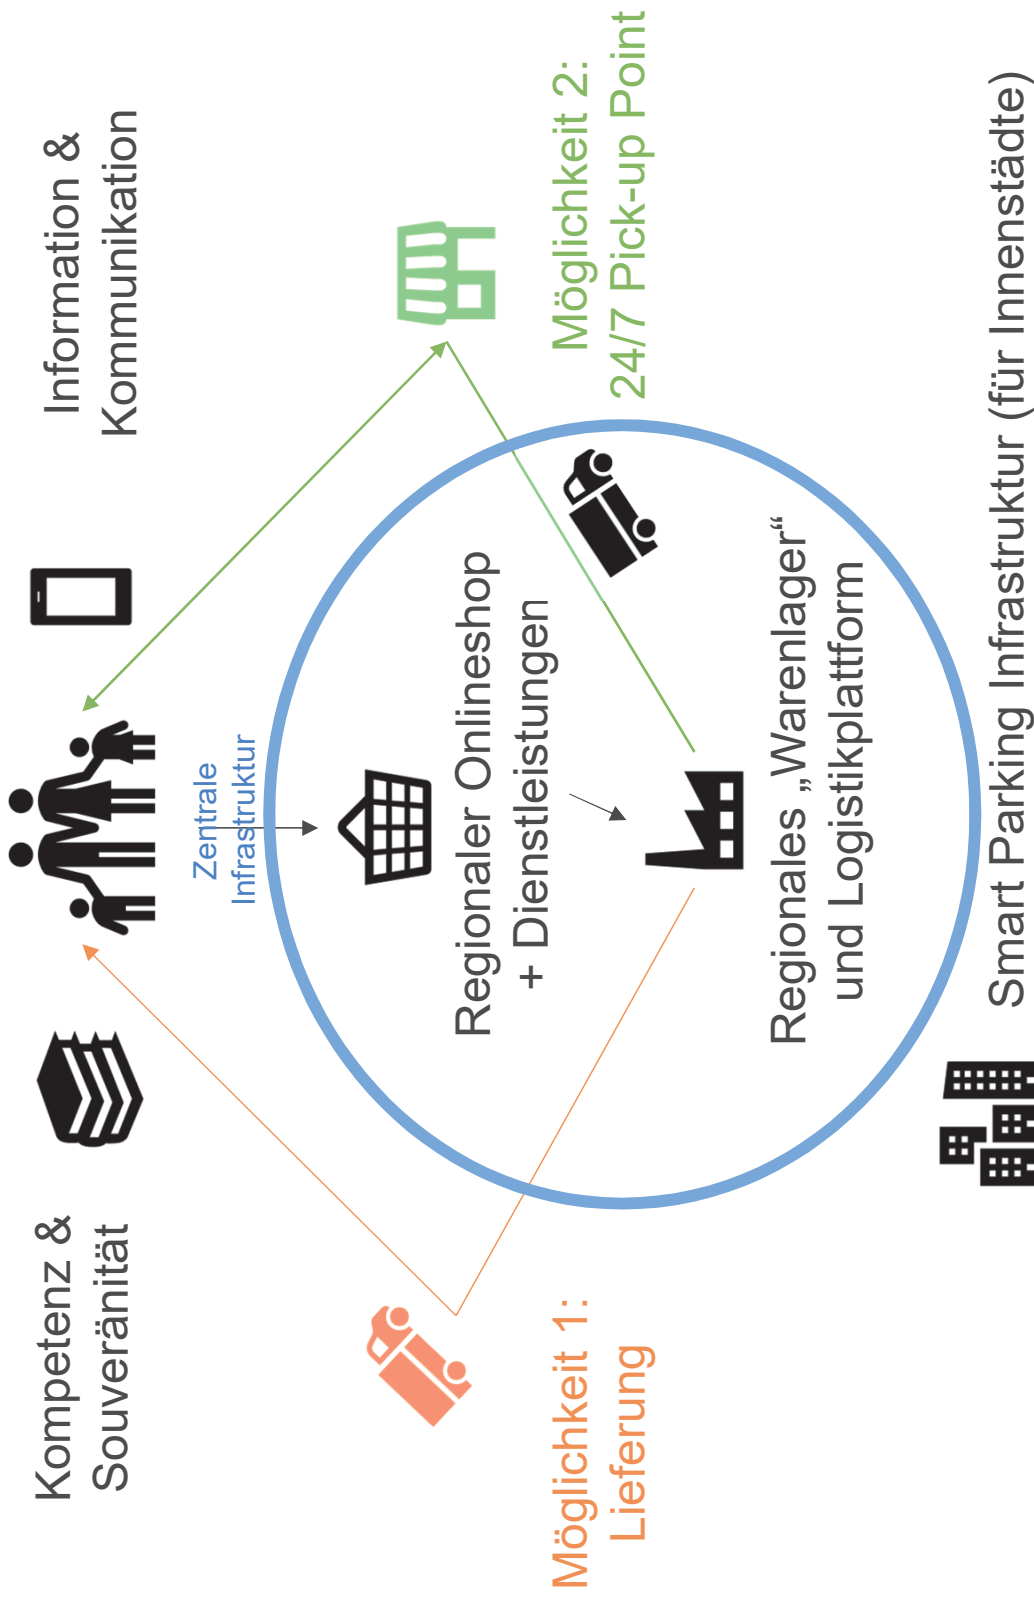 Kompetenz &
Souveränität
Information &
Kommunikation
Zentrale
Infrastruktur
Regionaler Onlineshop
+ Dienstleistungen
Möglichkeit 1:
Lieferung
Möglichkeit 2:
24/7 Pick-up Point
Regionales „Warenlager“
und Logistikplattform
Smart Parking Infrastruktur (für Innenstädte)